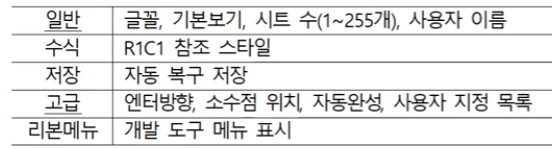 일반 글꼴, 기본보기, 시트 수(1~255개), 사용자 이름
수식 R1C1 참조 스타일
저장 자동 복구 저장
고급 엔터방향, 소수점 위치, 자동완성, 사용자 지정 목록
리본메뉴 개발 도구 메뉴 표시